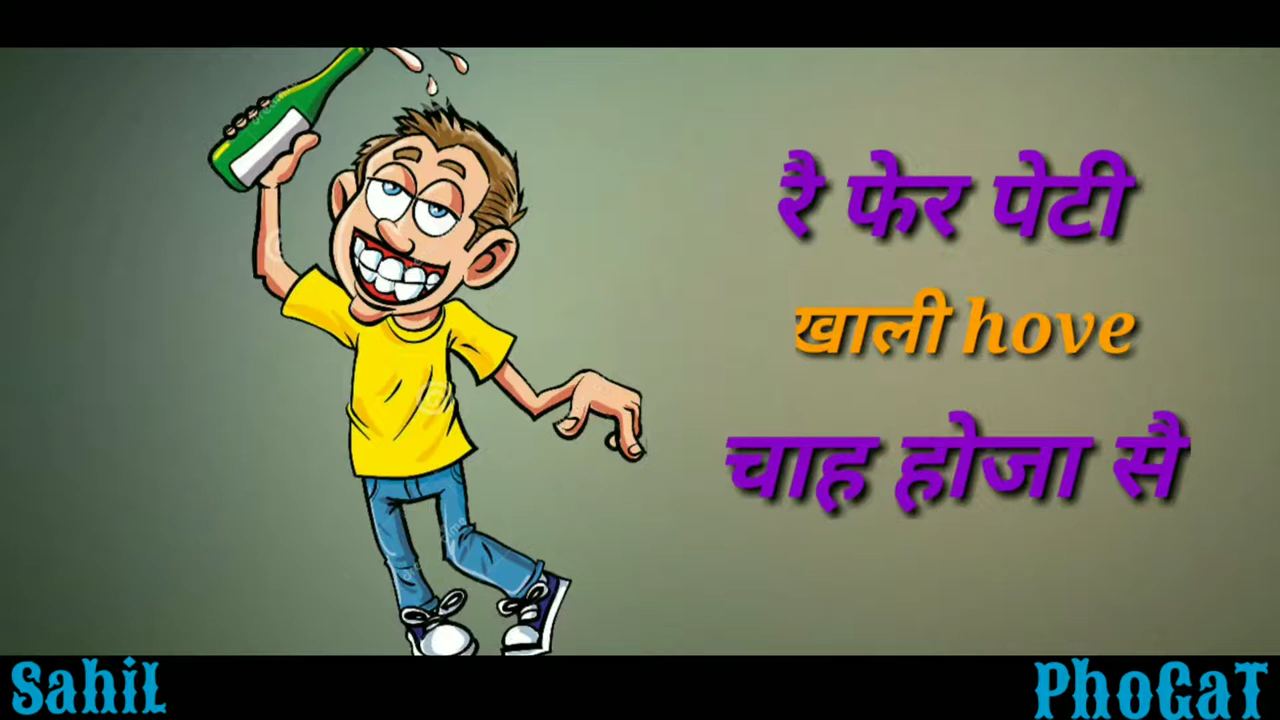 रै फेर पेटी
खाली hove
चाह होजा सै
SahiL
PhoGaT